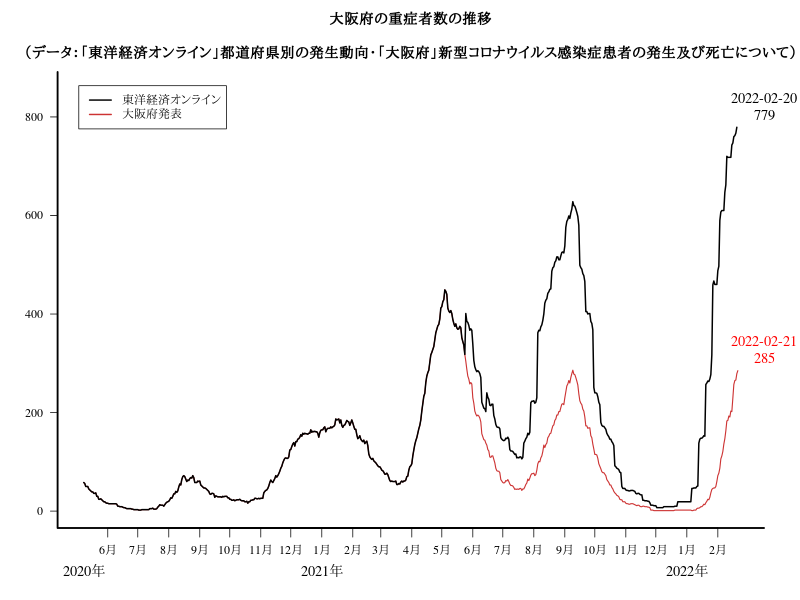 大阪府の重症者数の推移
（データ:「東洋経済オンライン」都道府県別の発生動向・「大阪府」新型コロナウイルス感染症患者の発生及び死亡について）
東洋経済オンライン
大阪府発表
2022-02-20
779
2022-02-21
285
800
600
400
200
0
6月 7月 8月 9月 10月 11月 12月 1月 2月 3月 4月 5月 6月 7月 8月 9月 10月 11月 12月 1月 2月
2020年 2021年 2022年